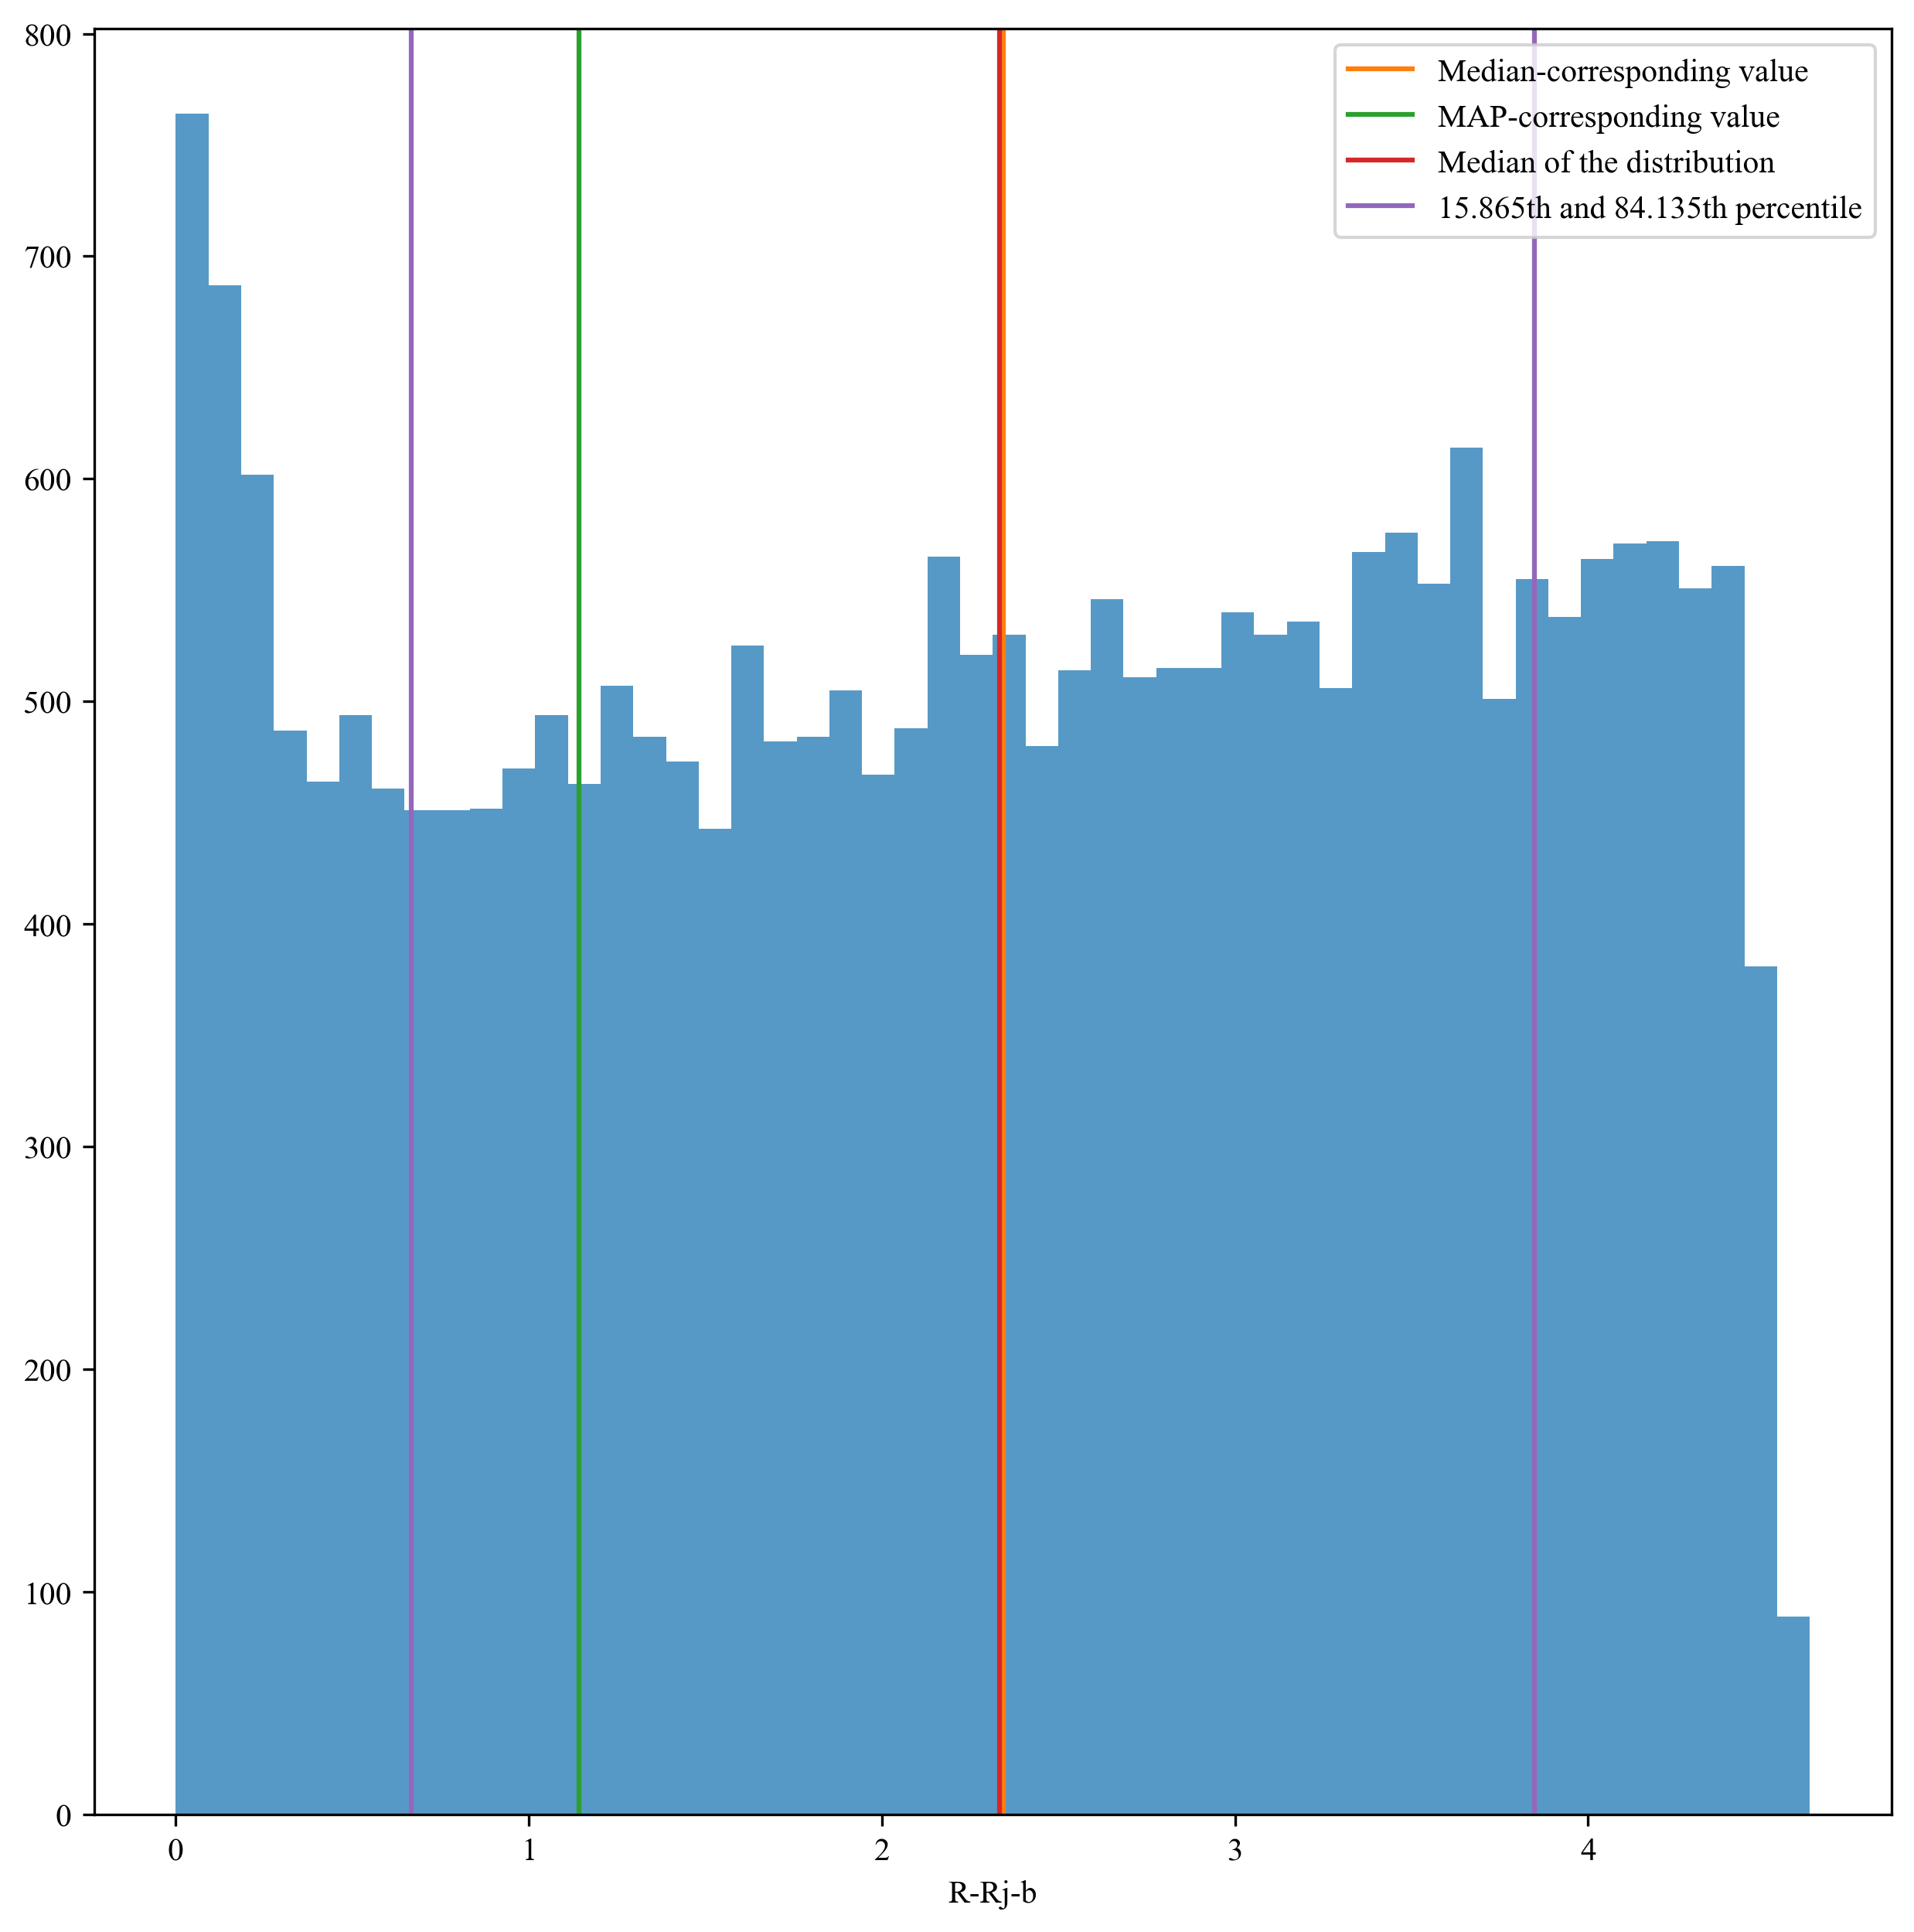 800
700
600
500
400
300
200
100
0
Median-corresponding value
MAP-corresponding value
Median of the distribution
15.865th and 84.135th percentile
0 1 2 3 4
R-Rj-b